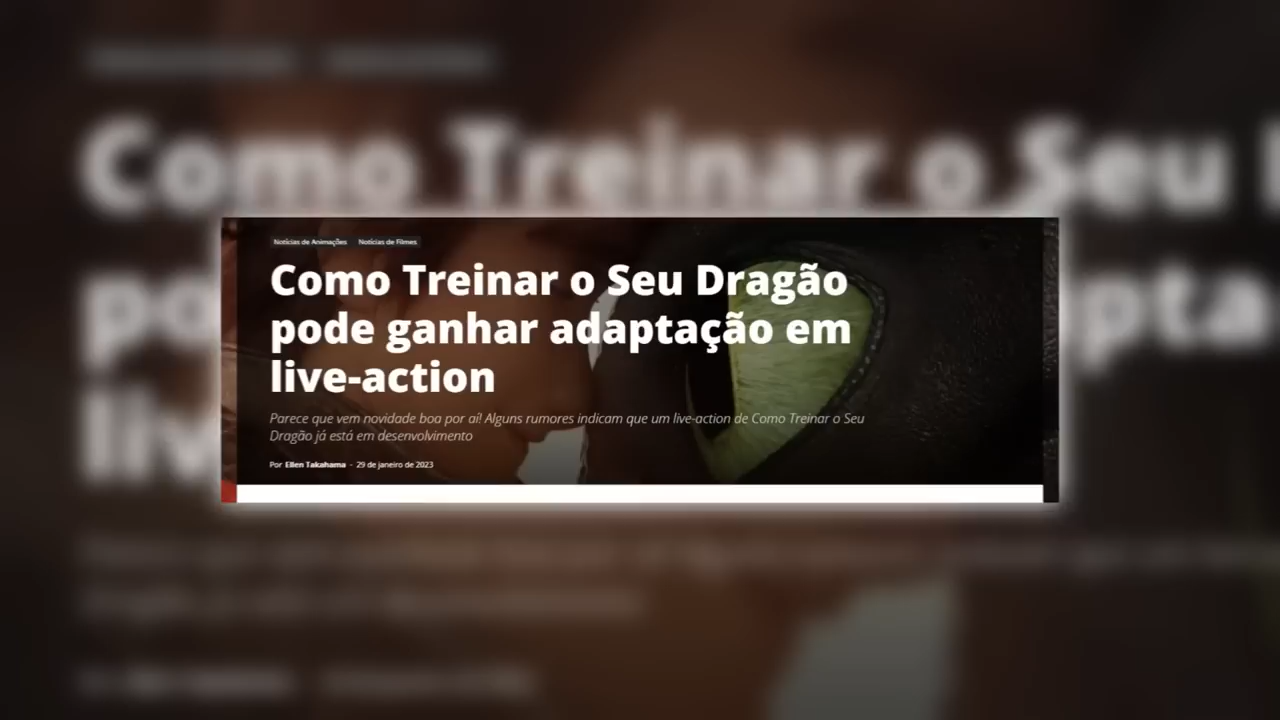 Notícias de Animações Notícias de Filmes
Como Treinar o Seu Dragão
pode ganhar adaptação em
live-action
Parece que vem novidade boa por aí! Alguns rumores indicam que um live-action de Como Treinar o Seu
Dragão já está em desenvolvimento
Por Ellen Takahama - 29 de janeiro de 2023